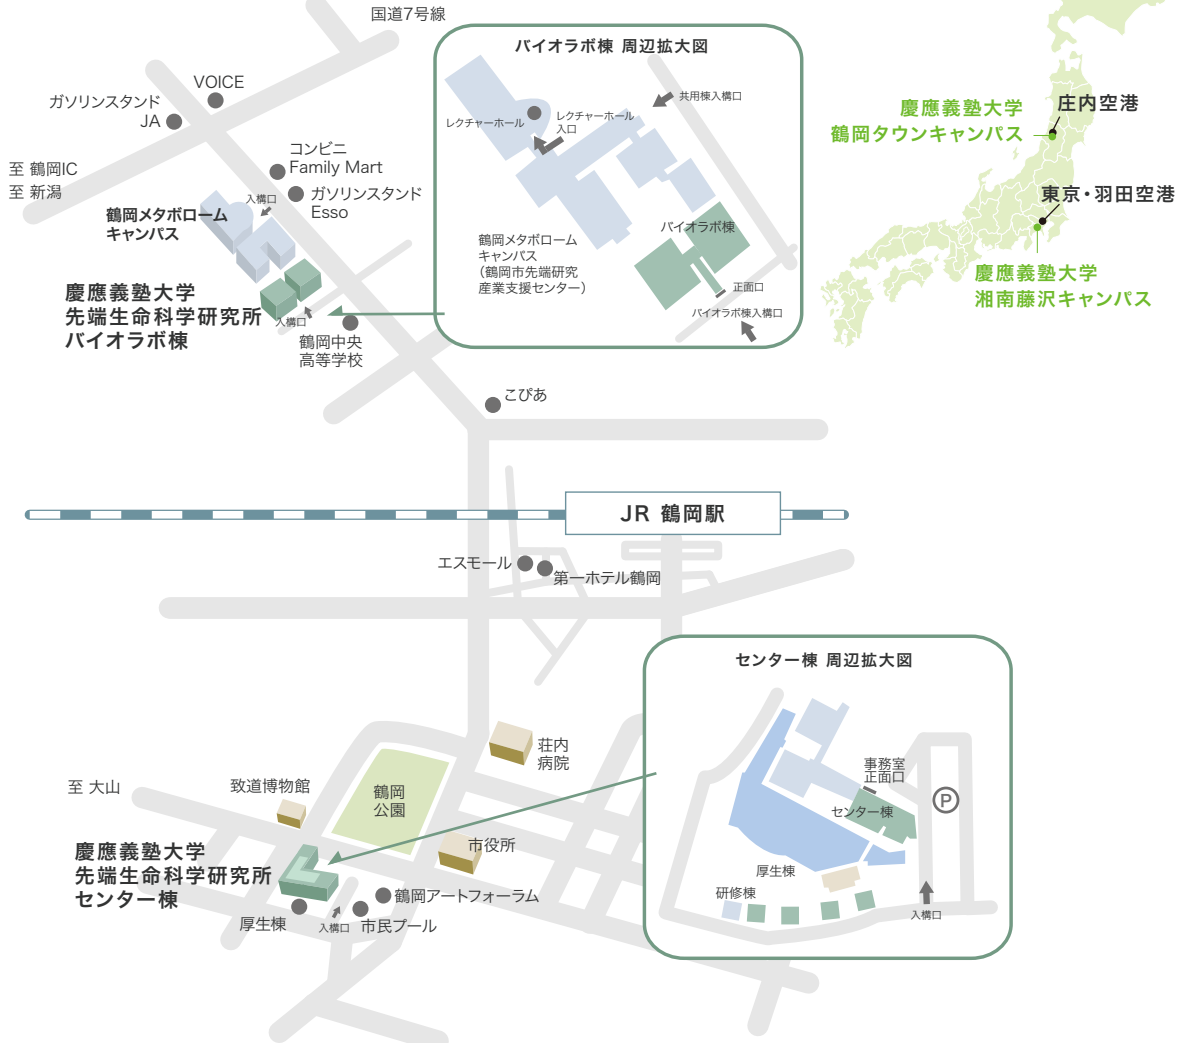 国道7号線
VOICE
ガソリンスタンド
JA
コンビニ
Family Mart
ガソリンスタンド
Esso
至 鶴岡IC
至 新潟
入構口
鶴岡メタボローム
キャンパス
慶應義塾大学
先端生命科学研究所
バイオラボ棟
入構口
鶴岡中央
高等学校
バイオラボ棟 周辺拡大図
共用棟入構口
レクチャーホール
レクチャーホール
入口
バイオラボ棟
鶴岡メタボローム
キャンパス
(鶴岡市先端研究
産業支援センター)
正面口
バイオラボ棟入構口
慶應義塾大学
鶴岡タウンキャンパス
庄内空港
東京・羽田空港
慶應義塾大学
湘南藤沢キャンパス
こぴあ
JR 鶴岡駅
エスモール
第一ホテル鶴岡
荘内
病院
至 大山
致道博物館
鶴岡
公園
市役所
慶應義塾大学
先端生命科学研究所
センター棟
厚生棟
入構口
鶴岡アートフォーラム
市民プール
センター棟 周辺拡大図
事務室
正面口
センター棟
P
厚生棟
研修棟
入構口